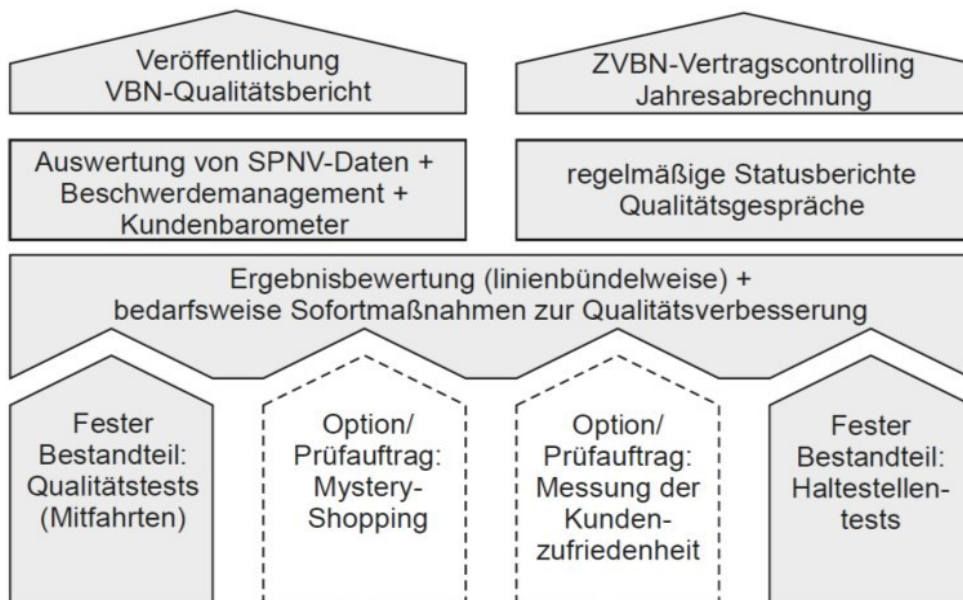 Veröffentlichung
VBN-Qualitätsbericht
ZVBN-Vertragscontrolling
Jahresabrechnung
Auswertung von SPNV-Daten +
Beschwerdemanagement +
Kundenbarometer
regelmäßige Statusberichte
Qualitätsgespräche
Ergebnisbewertung (linienbündelweise) +
bedarfsweise Sofortmaßnahmen zur Qualitätsverbesserung
Fester
Bestandteil:
Qualitätstests
(Mitfahrten)
Option/
Prüfauftrag:
Mystery-
Shopping
Option/
Prüfauftrag:
Messung der
Kunden-
zufriedenheit
Fester
Bestandteil:
Haltestellen-
tests